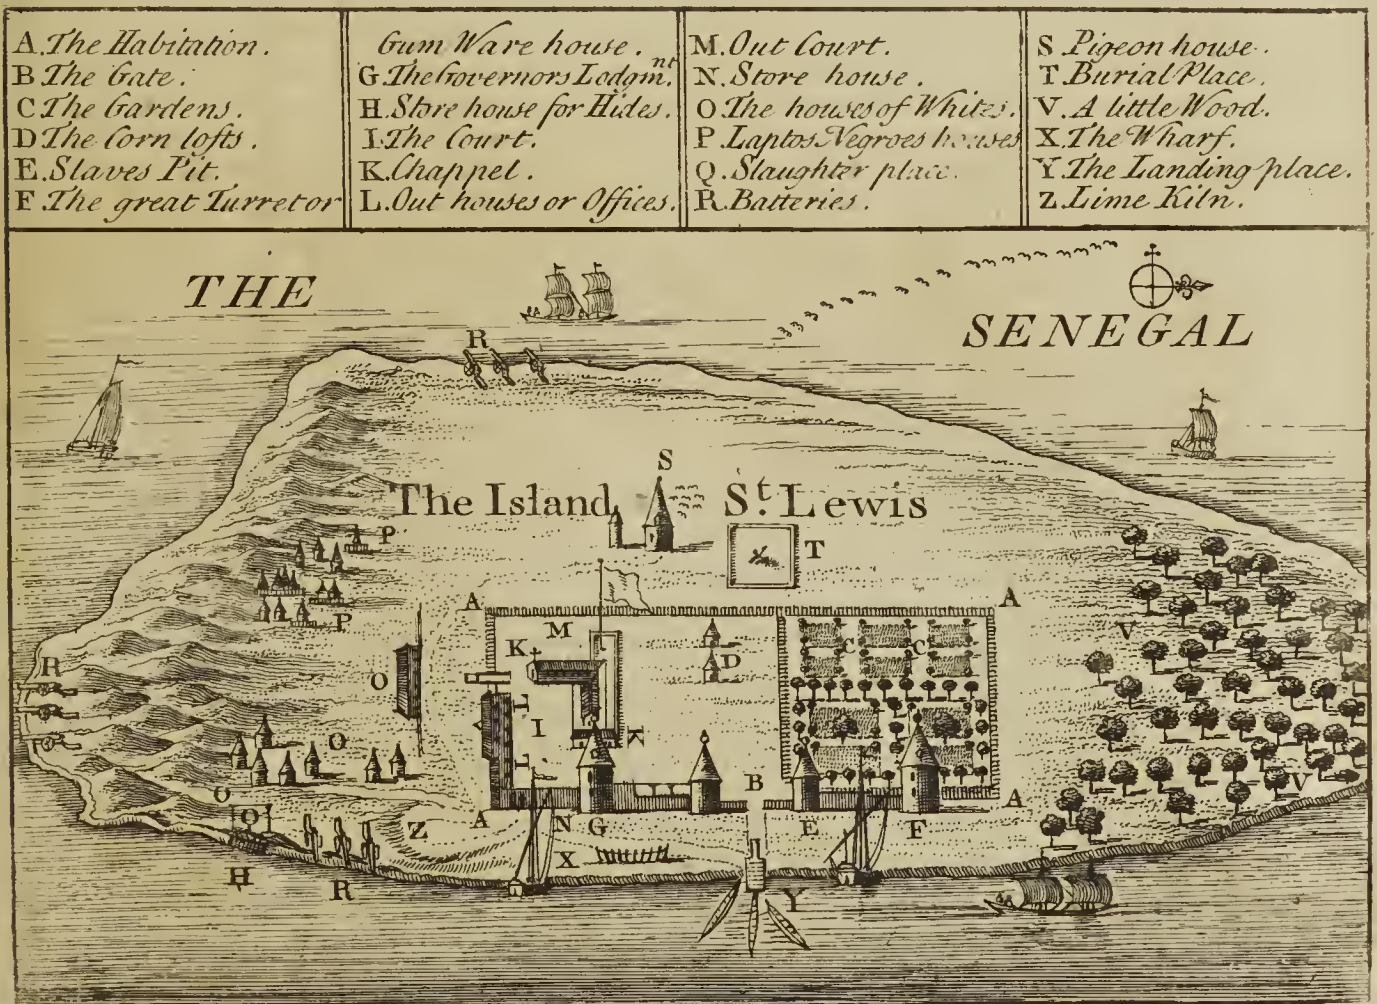 A. The Habitation.
B The Gate.
C The Gardens.
D The Corn lofts.
E. Slaves Pit.
F The great Turret or
Gum Ware house.
G. The Governors Lodgmnt.
H. Store house for Hides.
I. The Court.
K. Chappel.
L. Out houses or Offices.
M. Out Court.
N. Store house.
O The houses of Whites.
P. Laptos Negroes houses
Q. Slaughter place.
R. Batteries.
S Pigeon house.
T. Burial Place.
V. A little Wood.
X. The Wharf.
Y. The Landing place.
Z. Lime Kiln.
THE
SENEGAL
R
S
The Island St. Lewis
P
T
A A
P M V
K C C
R O D
I
O K
O B V
O Z A N G E F A
X
H R Y